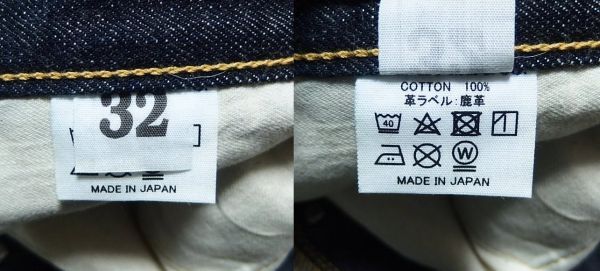 32
MADE IN JAPAN
COTTON 100%
革ラベル:鹿革
40
W
MADE IN JAPAN